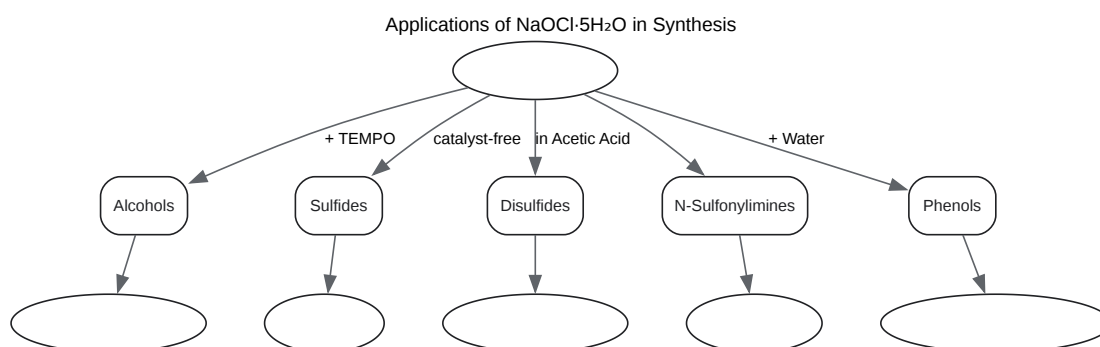 Applications of NaOCl·5H₂O in Synthesis
+ TEMPO
catalyst-free
in Acetic Acid
+ Water
Alcohols
Sulfides
Disulfides
N-Sulfonylimines
Phenols